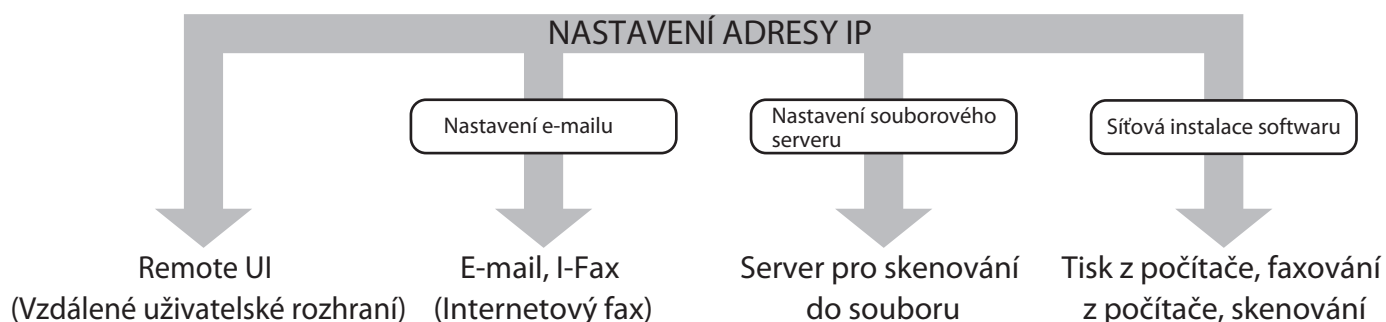 NASTAVENÍ ADRESY IP
Nastavení e-mailu
Nastavení souborového
serveru
Síťová instalace softwaru
Remote UI
(Vzdálené uživatelské rozhraní)
E-mail, I-Fax
(Internetový fax)
Server pro skenování
do souboru
Tisk z počítače, faxování
z počítače, skenování